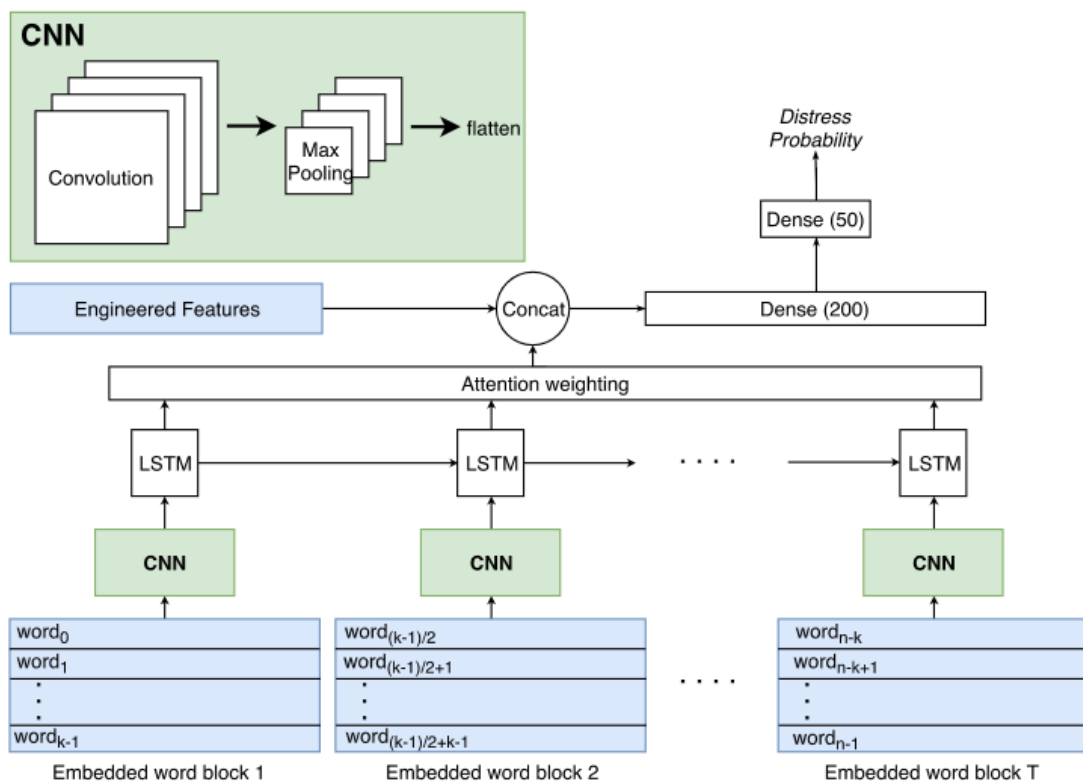 CNN
Convolution
Max
Pooling
flatten
Distress
Probability
Dense (50)
Engineered Features
Concat
Dense (200)
Attention weighting
LSTM
LSTM
. . . .
LSTM
CNN
CNN
CNN
word0
word1
.
.
.
wordk-1
Embedded word block 1
word(k-1)/2
word(k-1)/2+1
.
.
.
word(k-1)/2+k-1
Embedded word block 2
. . . .
wordn-k
wordn-k+1
.
.
.
wordn-1
Embedded word block T